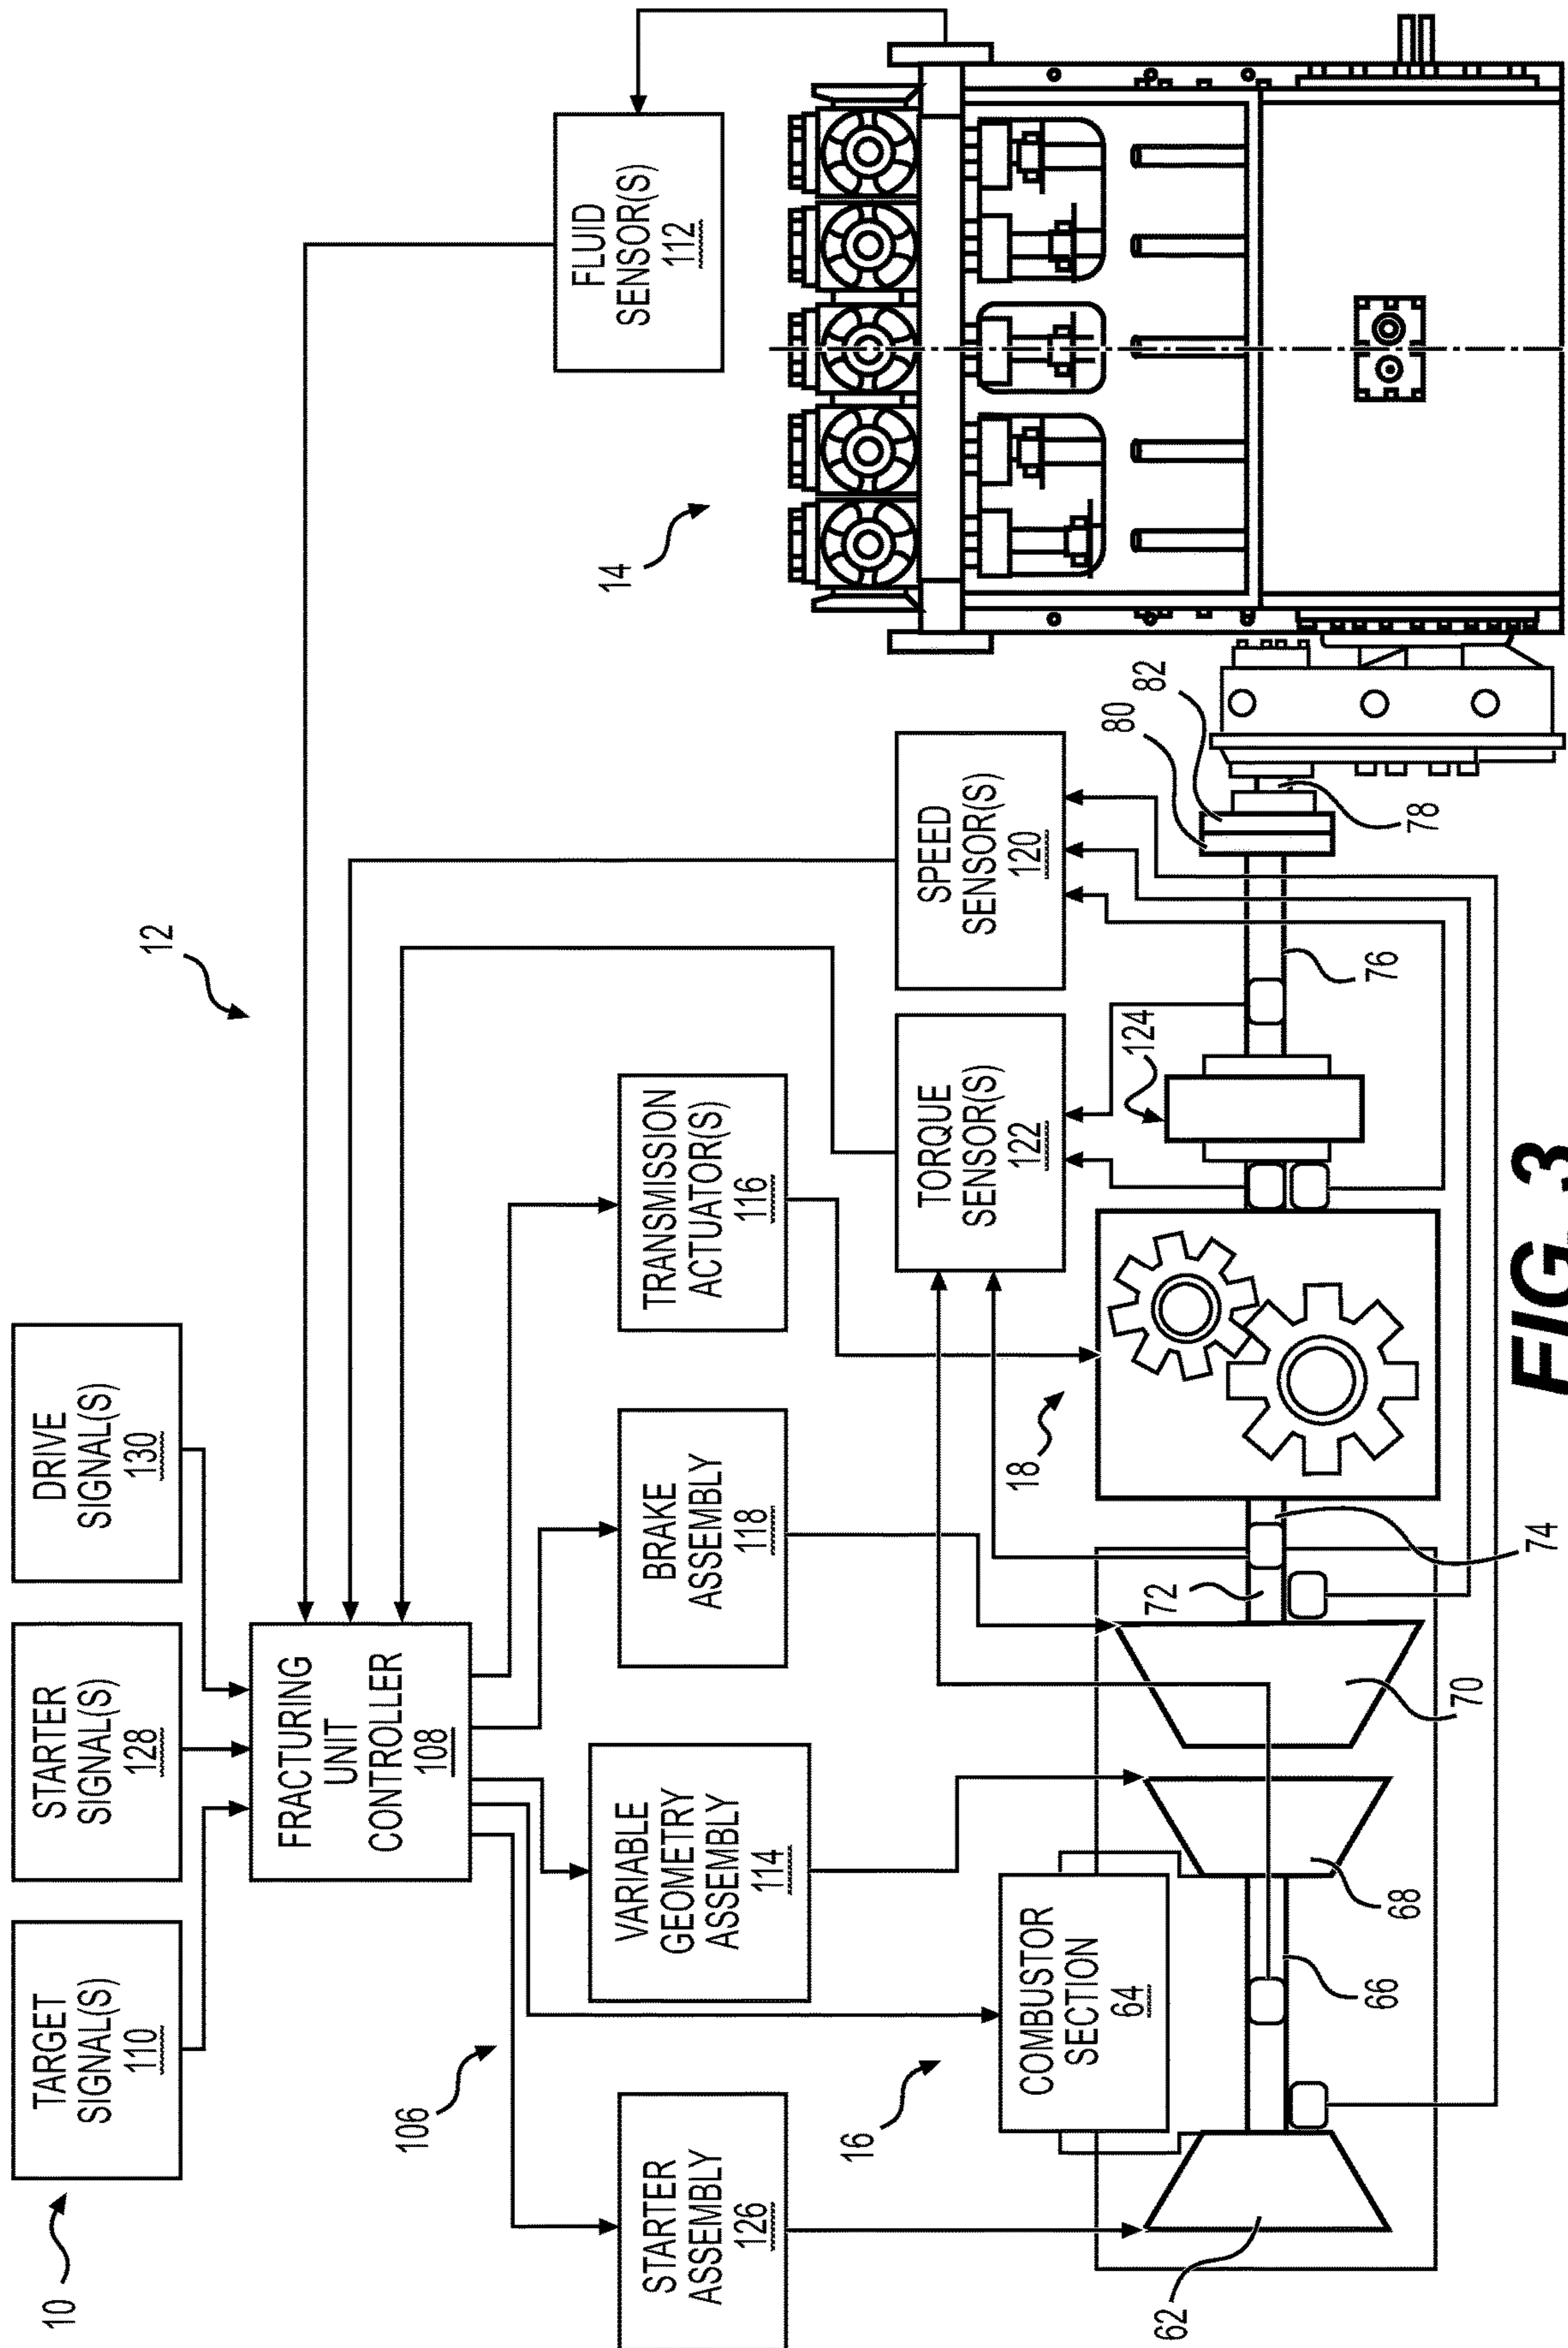 10
TARGET
SIGNAL(S)
110
STARTER
SIGNAL(S)
128
DRIVE
SIGNAL(S)
130
12
FRACTURING
UNIT
CONTROLLER
108
106
STARTER
ASSEMBLY
126
VARIABLE
GEOMETRY
ASSEMBLY
114
BRAKE
ASSEMBLY
118
TRANSMISSION
ACTUATOR(S)
116
FLUID
SENSOR(S)
112
14
16
COMBUSTOR
SECTION
64
TORQUE
SENSOR(S)
122
SPEED
SENSOR(S)
120
18
124
80
82
62
66
68
70
72
74
76
78
FIG. 3